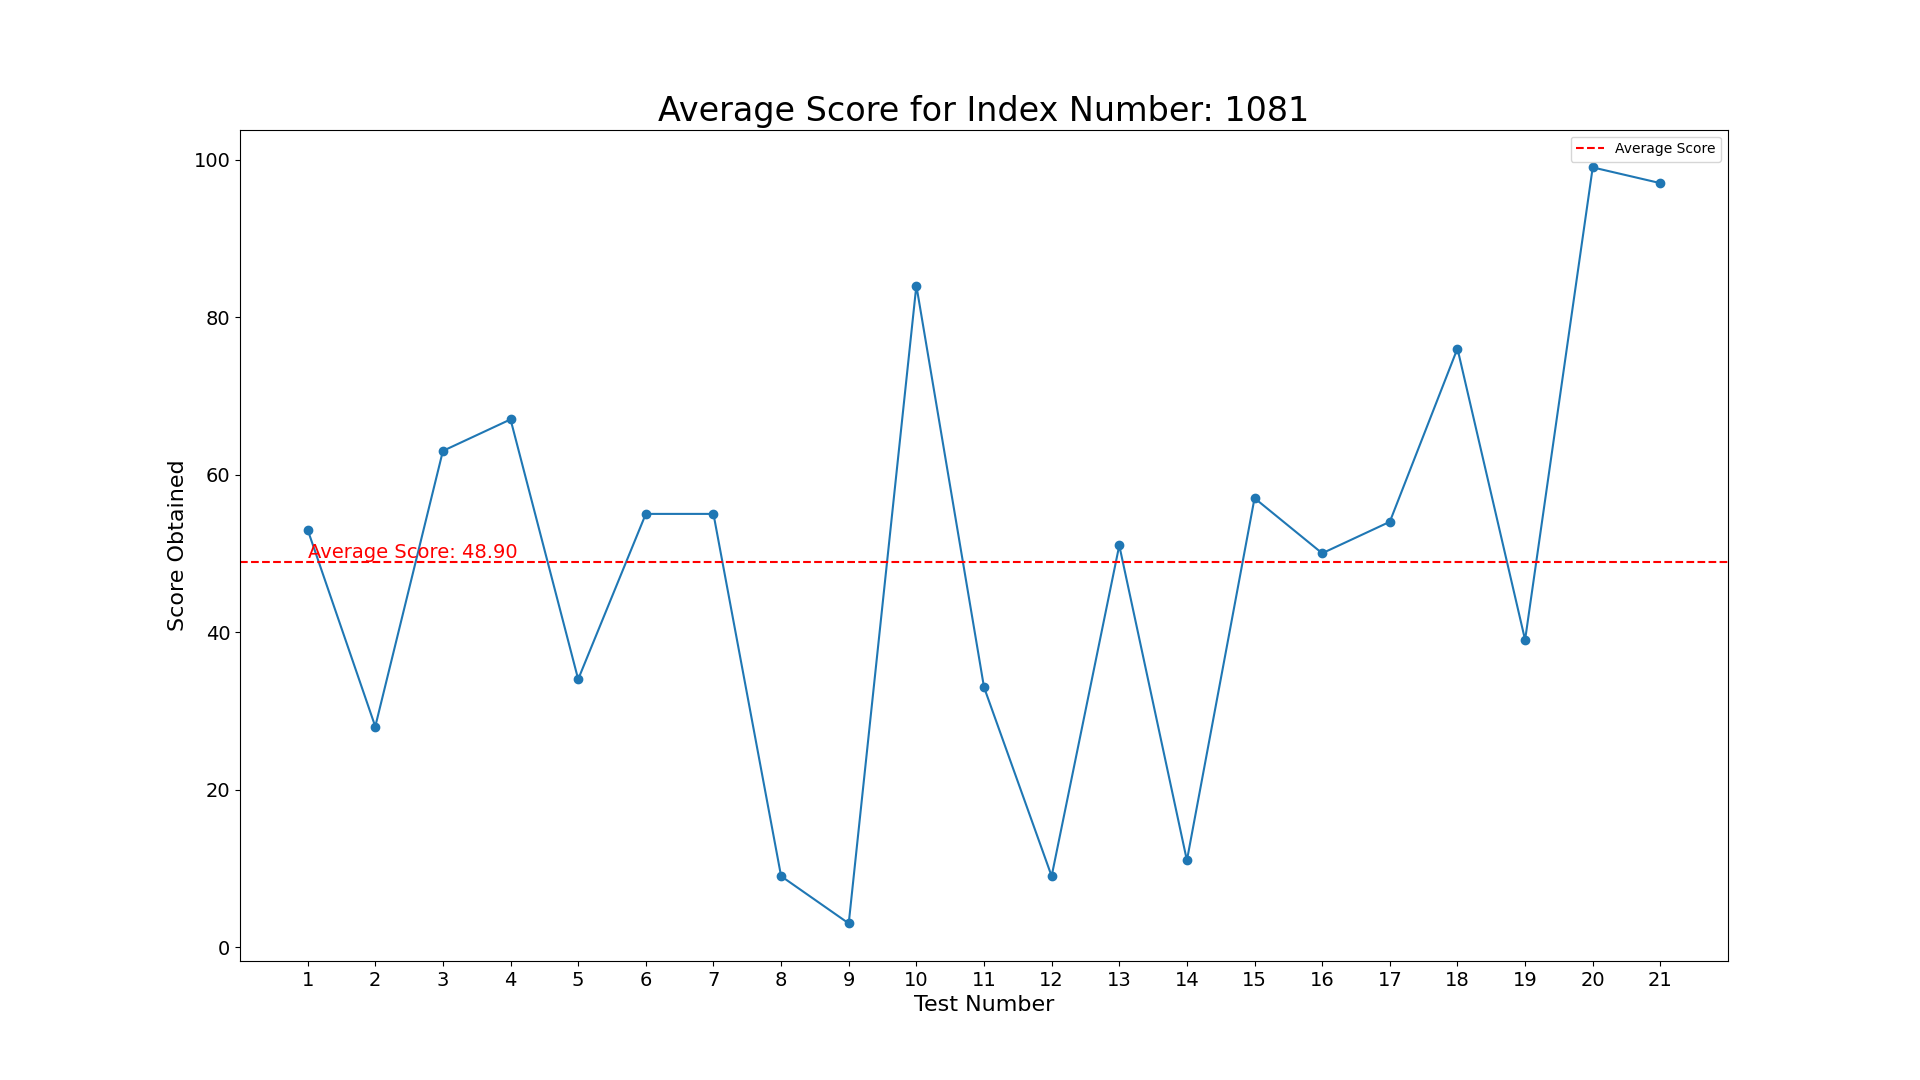 Average Score for Index Number: 1081
Average Score
100
80
60
40
20
0
Score Obtained
Average Score: 48.90
1 2 3 4 5 6 7 8 9 10 11 12 13 14 15 16 17 18 19 20 21
Test Number